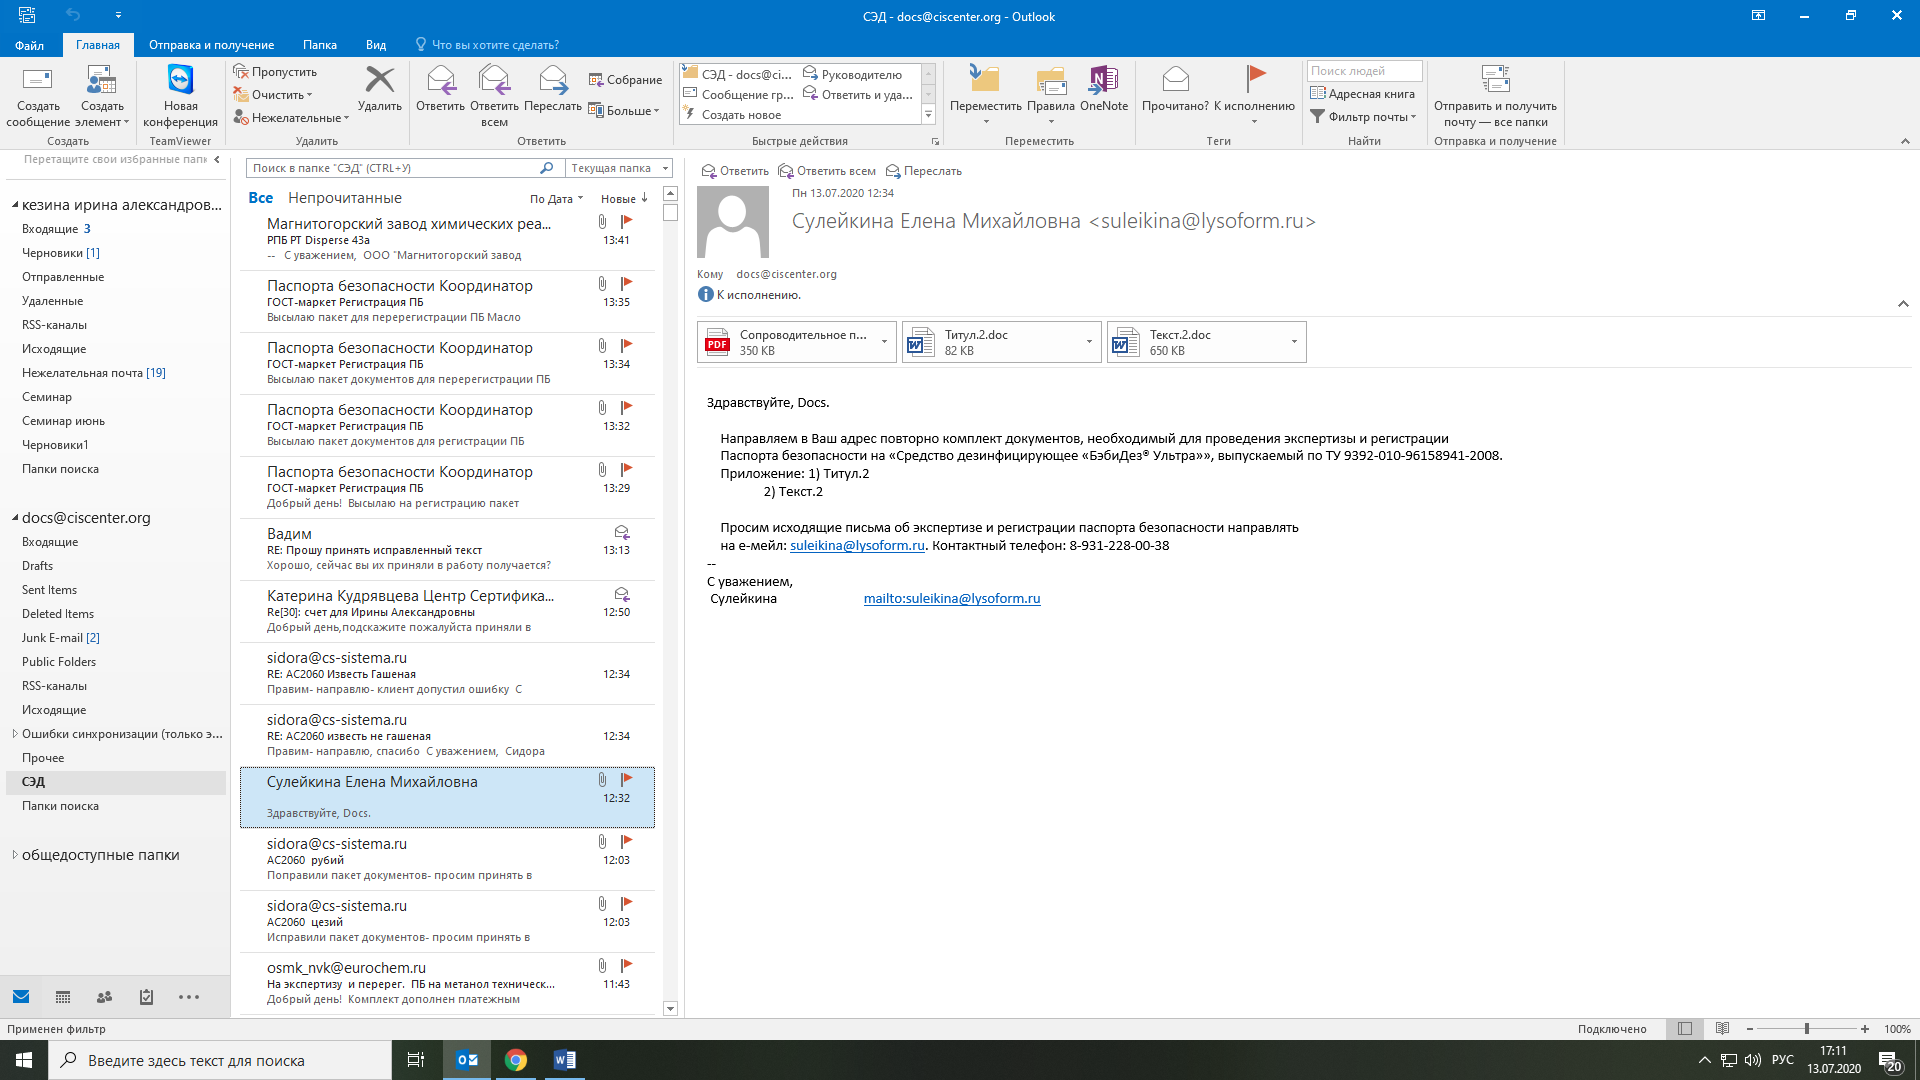 СЭД - docs@ciscenter.org - Outlook
Файл
Главная
Отправка и получение
Папка
Вид
Что вы хотите сделать?
Создать сообщение
Создать элемент
Создать
Новая конференция
TeamViewer
Пропустить
Очистить
Нежелательные
Удалить
Удалить
Ответить
Ответить всем
Переслать
Собрание
Больше
Ответить
СЭД - docs@ci...
Сообщение гр...
Создать новое
Руководителю
Ответить и уда...
Быстрые действия
Переместить
Правила
OneNote
Переместить
Прочитано?
К исполнению
Теги
Поиск людей
Адресная книга
Фильтр почты
Найти
Отправить и получить почту — все папки
Отправка и получение
Перетащите свои избранные папк
кезина ирина александров...
Входящие 3
Черновики [1]
Отправленные
Удаленные
RSS-каналы
Исходящие
Нежелательная почта [19]
Семинар
Семинар июнь
Черновики1
Папки поиска
docs@ciscenter.org
Входящие
Drafts
Sent Items
Deleted Items
Junk E-mail [2]
Public Folders
RSS-каналы
Исходящие
Ошибки синхронизации (только э...
Прочее
СЭД
Папки поиска
общедоступные папки
Поиск в папке "СЭД" (CTRL+У)
Текущая папка
Все Непрочитанные
По Дата
Новые
Магнитогорский завод химических реа...
РПБ РТ Disperse 43а 13:41
-- С уважением, ООО "Магнитогорский завод
Паспорта безопасности Координатор
ГОСТ-маркет Регистрация ПБ 13:35
Высылаю пакет для перерегистрации ПБ Масло
Паспорта безопасности Координатор
ГОСТ-маркет Регистрация ПБ 13:34
Высылаю пакет документов для перерегистрации ПБ
Паспорта безопасности Координатор
ГОСТ-маркет Регистрация ПБ 13:32
Высылаю пакет документов для регистрации ПБ
Паспорта безопасности Координатор
ГОСТ-маркет Регистрация ПБ 13:29
Добрый день! Высылаю на регистрацию пакет
Вадим
RE: Прошу принять исправленный текст 13:13
Хорошо, сейчас вы их приняли в работу получается?
Катерина Кудрявцева Центр Сертифика...
Re[30]: счет для Ирины Александровны 12:50
Добрый день,подскажите пожалуйста приняли в
sidora@cs-sistema.ru
RE: АС2060 Известь Гашеная 12:34
Правим- направлю- клиент допустил ошибку С
sidora@cs-sistema.ru
RE: АС2060 известь не гашеная 12:34
Правим- направлю, спасибо С уважением, Сидора
Сулейкина Елена Михайловна
12:32
Здравствуйте, Docs.
sidora@cs-sistema.ru
АС2060 рубий 12:03
Поправили пакет документов- просим принять в
sidora@cs-sistema.ru
АС2060 цезий 12:03
Исправили пакет документов- просим принять в
osmk_nvk@eurochem.ru
На экспертизу и перерег. ПБ на метанол техническ... 11:43
Добрый день! Комплект дополнен платежным
Ответить Ответить всем Переслать
Пн 13.07.2020 12:34
Сулейкина Елена Михайловна <suleikina@lysoform.ru>
Кому docs@ciscenter.org
К исполнению.
Сопроводительное п...
350 KB
Титул.2.doc
82 KB
Текст.2.doc
650 KB
Здравствуйте, Docs.
Направляем в Ваш адрес повторно комплект документов, необходимый для проведения экспертизы и регистрации
Паспорта безопасности на «Средство дезинфицирующее «БэбиДез® Ультра»», выпускаемый по ТУ 9392-010-96158941-2008.
Приложение: 1) Титул.2
2) Текст.2
Просим исходящие письма об экспертизе и регистрации паспорта безопасности направлять
на е-мейл: suleikina@lysoform.ru. Контактный телефон: 8-931-228-00-38
--
С уважением,
Сулейкина mailto:suleikina@lysoform.ru
Применен фильтр
Подключено
100%
Введите здесь текст для поиска
РУС
17:11
13.07.2020
20